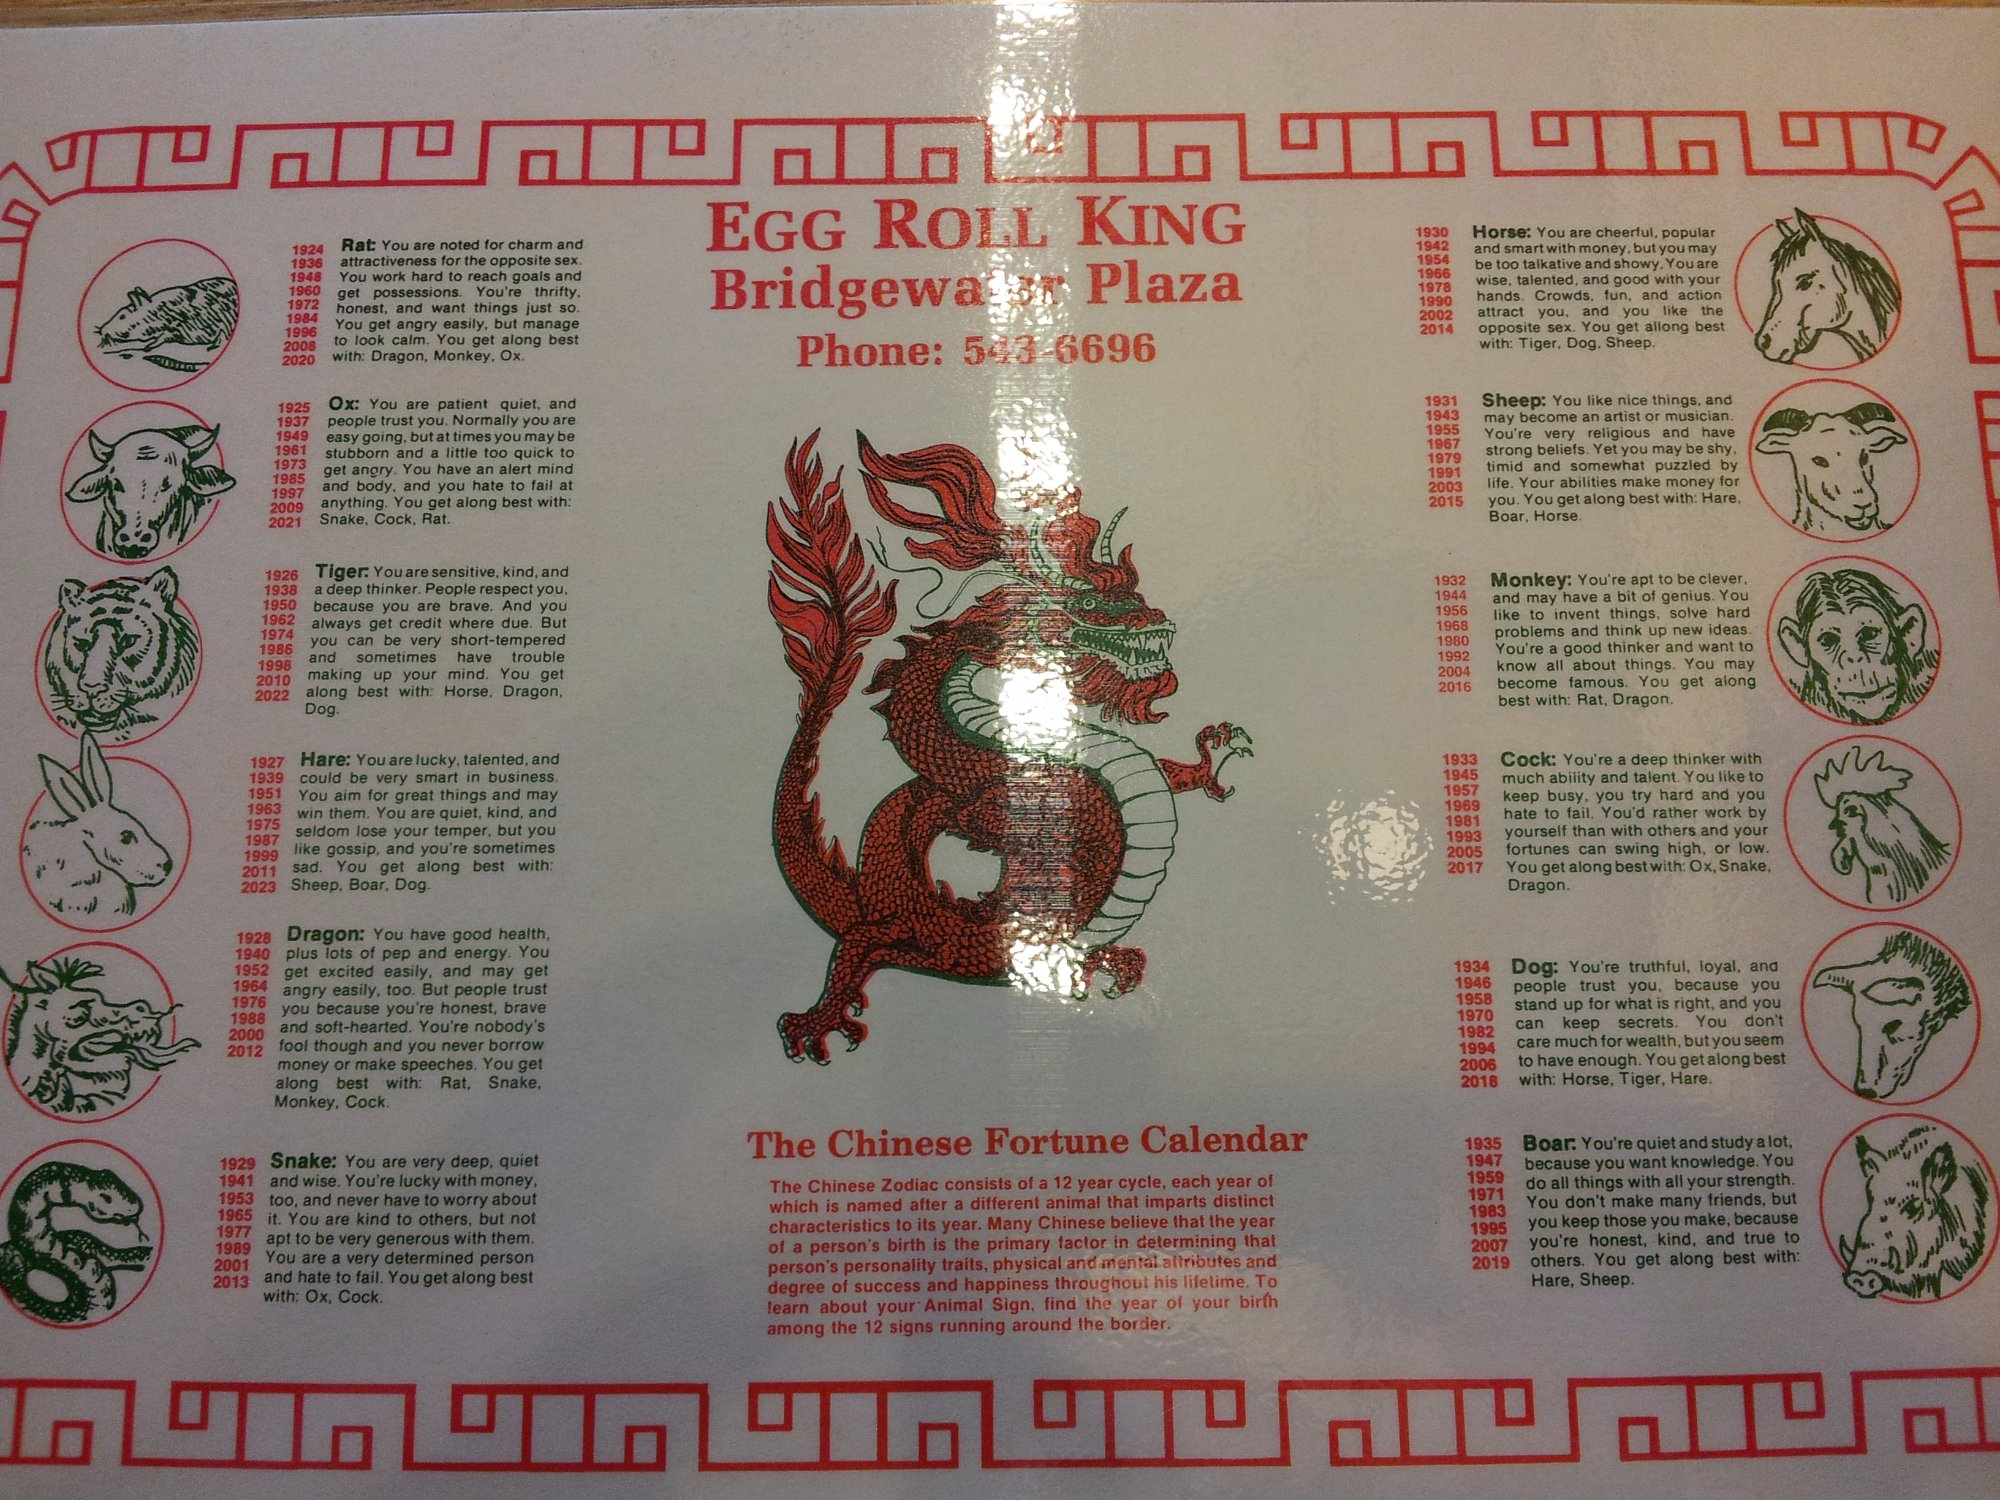 EGG ROLL KING
Bridgewater Plaza
Phone: 543-6696
1924
1936
1948
1960
1972
1984
1996
2008
2020
Rat: You are noted for charm and
attractiveness for the opposite sex.
You work hard to reach goals and
get possessions. You're thrifty,
honest, and want things just so.
You get angry easily, but manage
to look calm. You get along best
with: Dragon, Monkey, Ox.
1925
1937
1949
1961
1973
1985
1997
2009
2021
Ox: You are patient quiet, and
people trust you. Normally you are
easy going, but at times you may be
stubborn and a little too quick to
get angry. You have an alert mind
and body, and you hate to fail at
anything. You get along best with:
Snake, Cock, Rat.
1926
1938
1950
1962
1974
1986
1998
2010
2022
Tiger: You are sensitive, kind, and
a deep thinker. People respect you,
because you are brave. And you
always get credit where due. But
you can be very short-tempered
and sometimes have trouble
making up your mind. You get
along best with: Horse, Dragon,
Dog.
1927
1939
1951
1963
1975
1987
1999
2011
2023
Hare: You are lucky, talented, and
could be very smart in business.
You aim for great things and may
win them. You are quiet, kind, and
seldom lose your temper, but you
like gossip, and you're sometimes
sad. You get along best with:
Sheep, Boar, Dog.
1928
1940
1952
1964
1976
1988
2000
2012
Dragon: You have good health,
plus lots of pep and energy. You
get excited easily, and may get
angry easily, too. But people trust
you because you're honest, brave
and soft-hearted. You're nobody's
fool though and you never borrow
money or make speeches. You get
along best with: Rat, Snake,
Monkey, Cock.
1929
1941
1953
1965
1977
1989
2001
2013
Snake: You are very deep, quiet
and wise. You're lucky with money,
too, and never have to worry about
it. You are kind to others, but not
apt to be very generous with them.
You are a very determined person
and hate to fail. You get along best
with: Ox, Cock.
The Chinese Fortune Calendar
The Chinese Zodiac consists of a 12 year cycle, each year of
which is named after a different animal that imparts distinct
characteristics to its year. Many Chinese believe that the year
of a person's birth is the primary factor in determining that
person's personality traits, physical and mental attributes and
degree of success and happiness throughout his lifetime. To
learn about your Animal Sign, find the year of your birth
among the 12 signs running around the border.
1930
1942
1954
1966
1978
1990
2002
2014
Horse: You are cheerful, popular
and smart with money, but you may
be too talkative and showy. You are
wise, talented, and good with your
hands. Crowds, fun, and action
attract you, and you like the
opposite sex. You get allong best
with: Tiger, Dog, Sheep.
1931
1943
1955
1967
1979
1991
2003
2015
Sheep: You like nice things, and
may become an artist or musician.
You're very religious and have
strong beliefs. Yet you may be shy,
timid and somewhat puzzled by
life. Your abilities make money for
you. You get along best with: Hare,
Boar, Horse.
1932
1944
1956
1968
1980
1992
2004
2016
Monkey: You're apt to be clever,
and may have a bit of genius. You
like to invent things, solve hard
problems and think up new ideas.
You're a good thinker and want to
know all about things. You may
become famous. You get along
best with: Rat, Dragon.
1933
1945
1957
1969
1981
1993
2005
2017
Cock: You're a deep thinker with
much ability and talent. You like to
keep busy, you try hard and you
hate to fail. You'd rather work by
yourself than with others and your
fortunes can swing high, or low.
You get along best with: Ox, Snake,
Dragon.
1934
1946
1958
1970
1982
1994
2006
2018
Dog: You're truthful, loyal, and
people trust you, because you
stand up for what is right, and you
can keep secrets. You don't
care much for wealth, but you seem
to have enough. You get along best
with: Horse, Tiger, Hare.
1935
1947
1959
1971
1983
1995
2007
2019
Boar: You're quiet and study a lot,
because you want knowledge. You
do all things with all your strength.
You don't make many friends, but
you keep those you make, because
you're honest, kind, and true to
others. You get along best with:
Hare, Sheep.